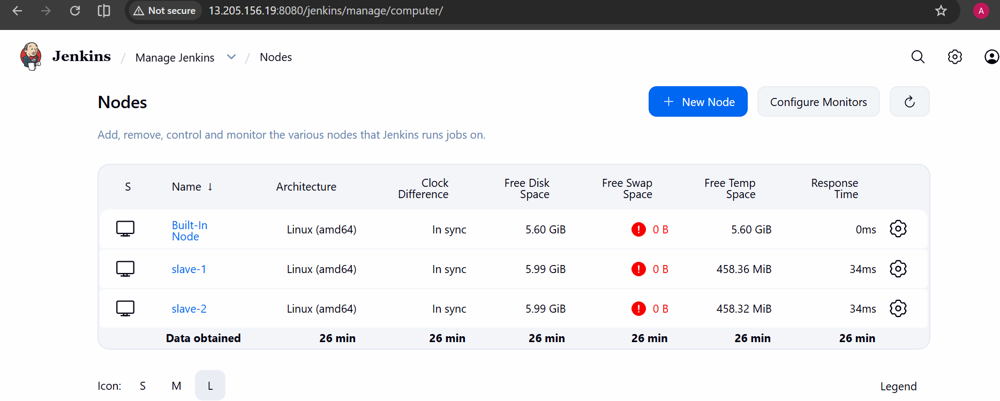 Not secure 13.205.156.19:8080/jenkins/manage/computer/ A
Jenkins / Manage Jenkins / Nodes
Nodes
+ New Node Configure Monitors
Add, remove, control and monitor the various nodes that Jenkins runs jobs on.
S Name ↓ Architecture Clock Difference Free Disk Space Free Swap Space Free Temp Space Response Time
Built-In Node Linux (amd64) In sync 5.60 GiB ! 0 B 5.60 GiB 0ms
slave-1 Linux (amd64) In sync 5.99 GiB ! 0 B 458.36 MiB 34ms
slave-2 Linux (amd64) In sync 5.99 GiB ! 0 B 458.32 MiB 34ms
Data obtained 26 min 26 min 26 min 26 min 26 min 26 min
Icon: S M L Legend